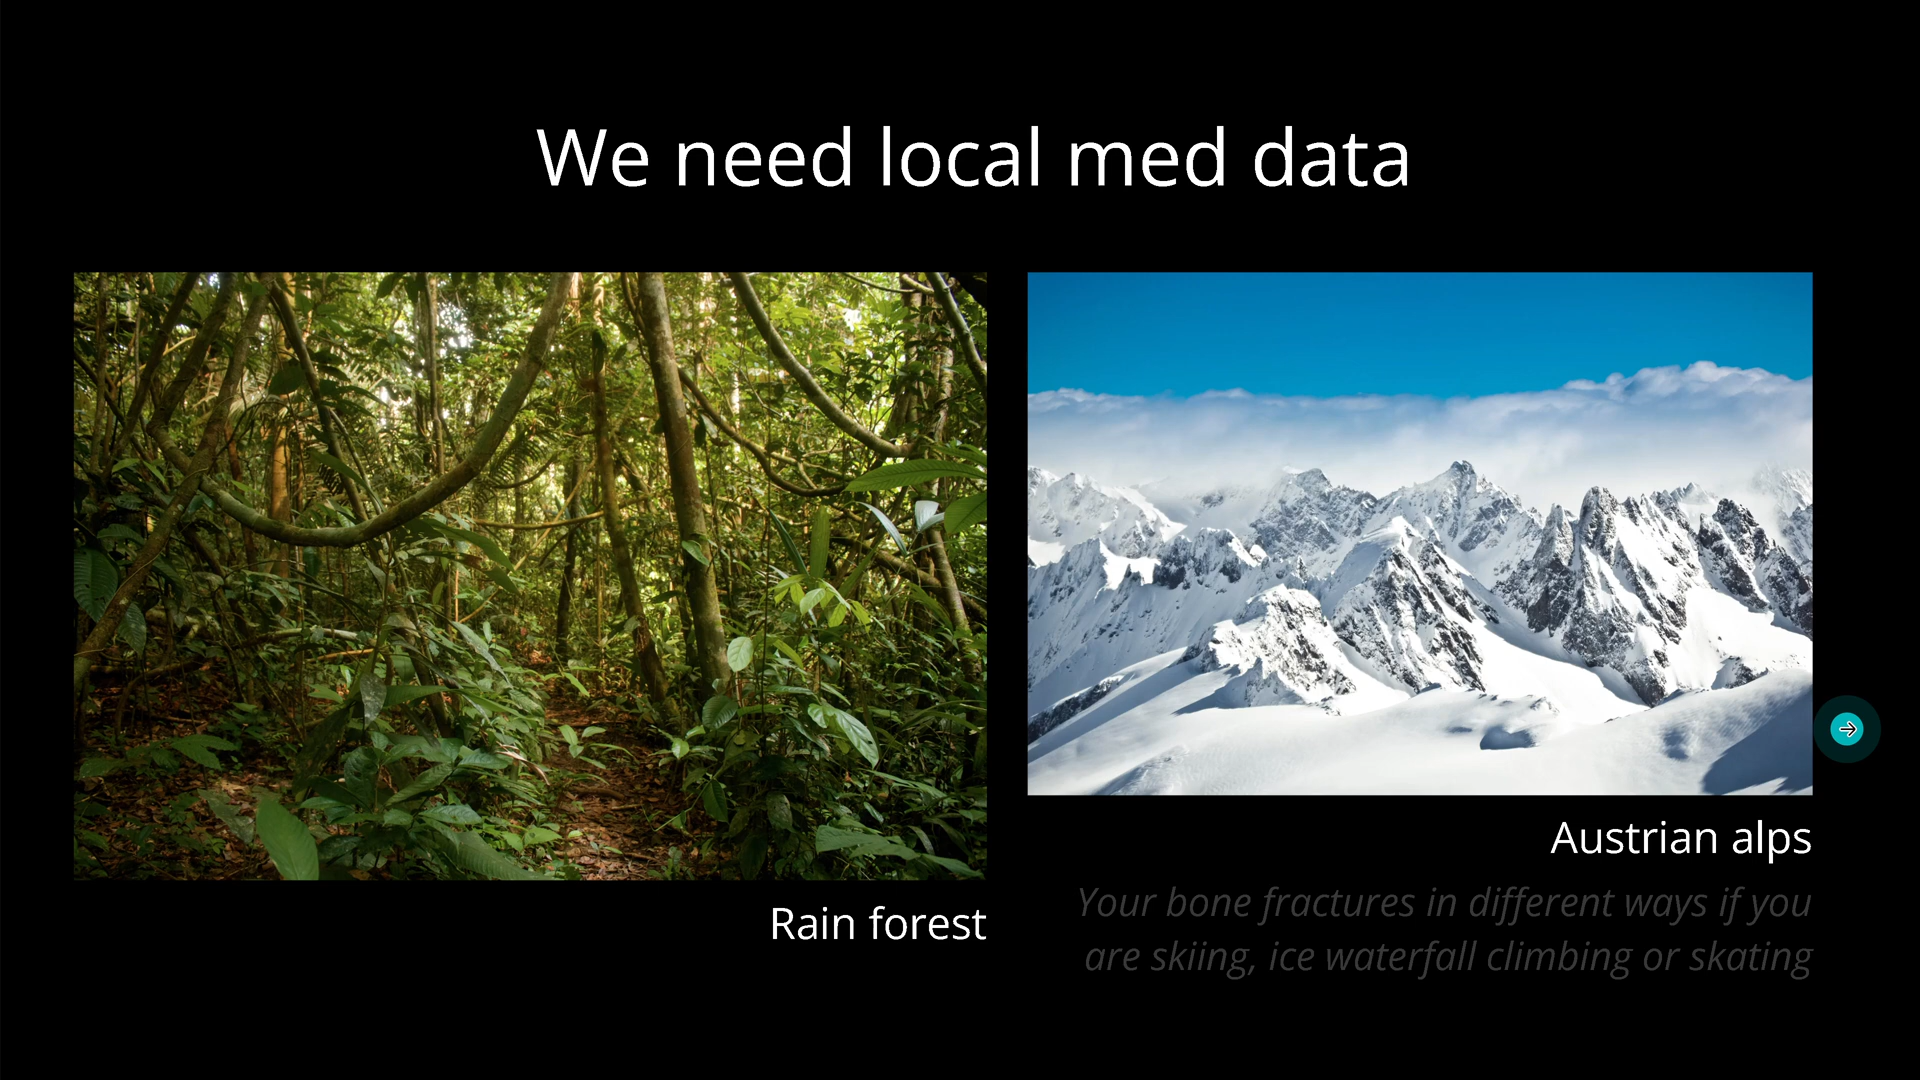 We need local med data
Rain forest
Austrian alps
Your bone fractures in different ways if you
are skiing, ice waterfall climbing or skating